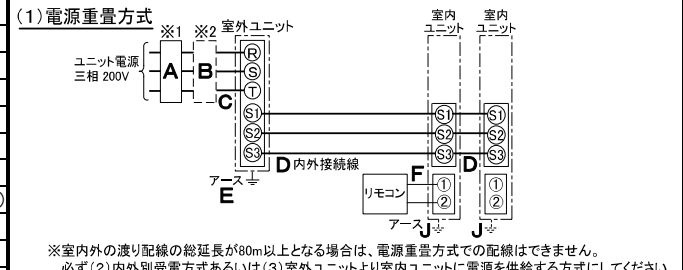 (1)電源重畳方式
※1
※2
室外ユニット
室内
ユニット
室内
ユニット
ユニット電源
三相 200V
A
B
C
R
S
T
S1
S2
S3
S1
S2
S3
S1
S2
S3
D 内外接続線
D
アース
E
F
リモコン
①
②
①
②
アース J
J
※室内外の渡り配線の総延長が80m以上となる場合は、電源重畳方式での配線はできません。
必ず(2)内外別受電方式あるいは(3)室外ユニットより室内ユニットに電源を供給する方式にしてください